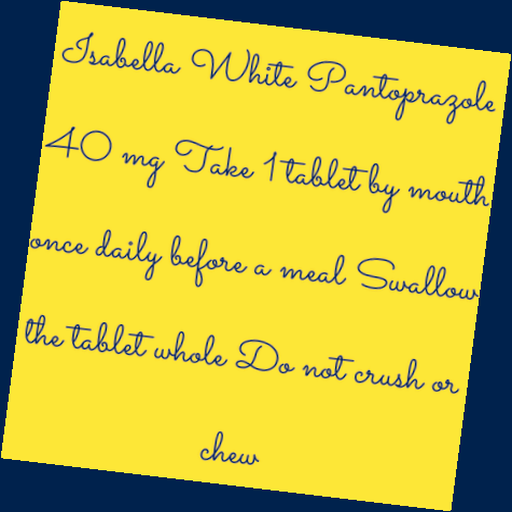 Isabella White Pantoprazole
40 mg Take 1 tablet by mouth
once daily before a meal Swallow
the tablet whole Do not crush or
chew